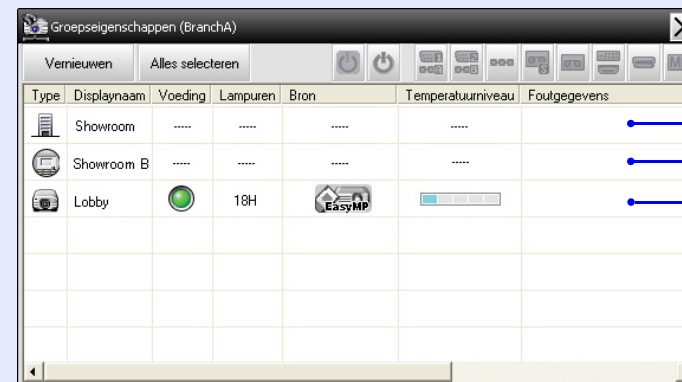 Groepseigenschappen (BranchA)
Vernieuwen Alles selecteren
Type Displaynaam Voeding Lampuren Bron Temperatuurniveau Foutgegevens
Showroom ----- ----- ----- -----
Showroom B ----- ----- ----- -----
Lobby 18H EasyMP